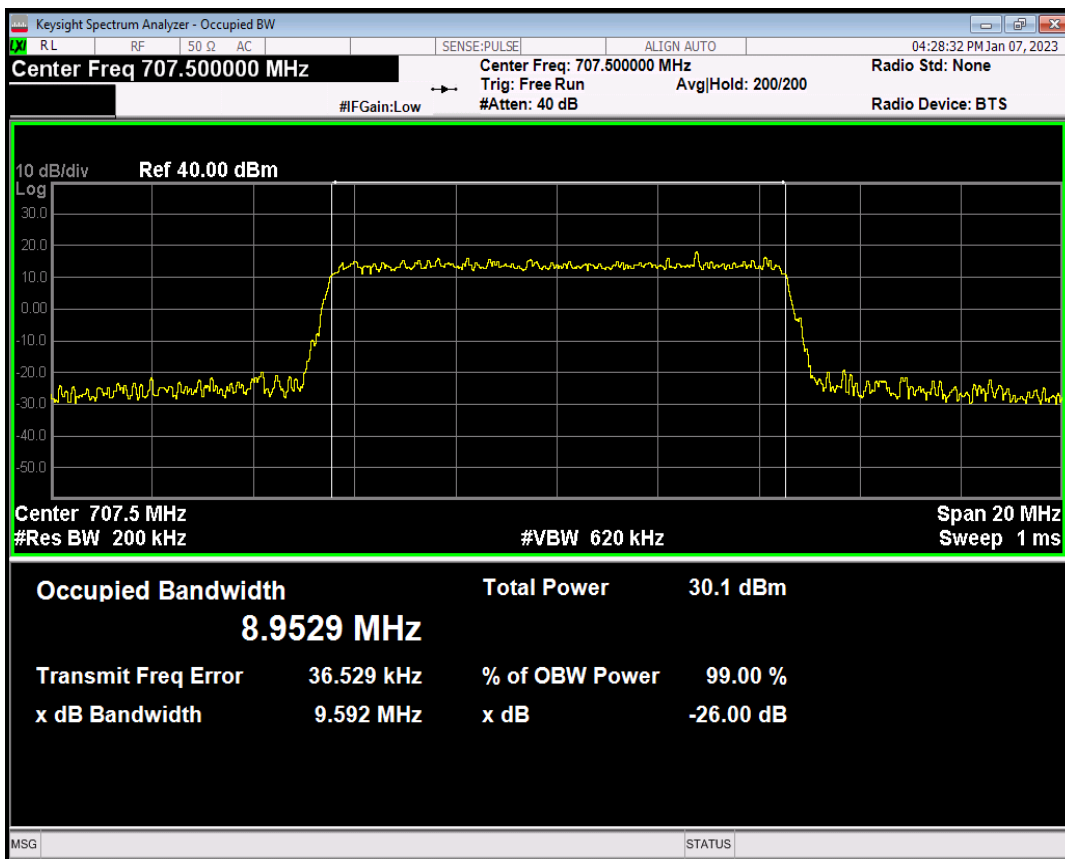 Keysight Spectrum Analyzer - Occupied BW
LXI RL RF 50 Ω AC SENSE:PULSE ALIGN AUTO 04:28:32 PM Jan 07, 2023
Center Freq 707.500000 MHz Center Freq: 707.500000 MHz Radio Std: None
Trig: Free Run Avg|Hold: 200/200
#IFGain:Low #Atten: 40 dB Radio Device: BTS
10 dB/div Ref 40.00 dBm
Log
30.0
20.0
10.0
0.00
-10.0
-20.0
-30.0
-40.0
-50.0
Center 707.5 MHz Span 20 MHz
#Res BW 200 kHz #VBW 620 kHz Sweep 1 ms
Occupied Bandwidth Total Power 30.1 dBm
8.9529 MHz
Transmit Freq Error 36.529 kHz % of OBW Power 99.00 %
x dB Bandwidth 9.592 MHz x dB -26.00 dB
MSG STATUS